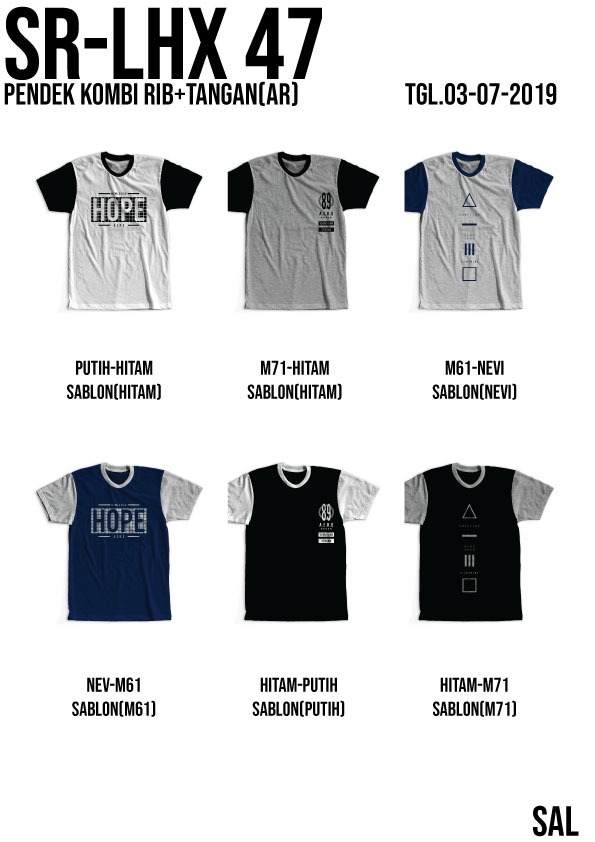 SR-LHX 47
PENDEK KOMBI RIB+TANGAN(AR)
TGL.03-07-2019
HOPE
89
PUTIH-HITAM
SABLON(HITAM)
M71-HITAM
SABLON(HITAM)
M61-NEVI
SABLON(NEVI)
HOPE
89
NEV-M61
SABLON(M61)
HITAM-PUTIH
SABLON(PUTIH)
HITAM-M71
SABLON(M71)
SAL